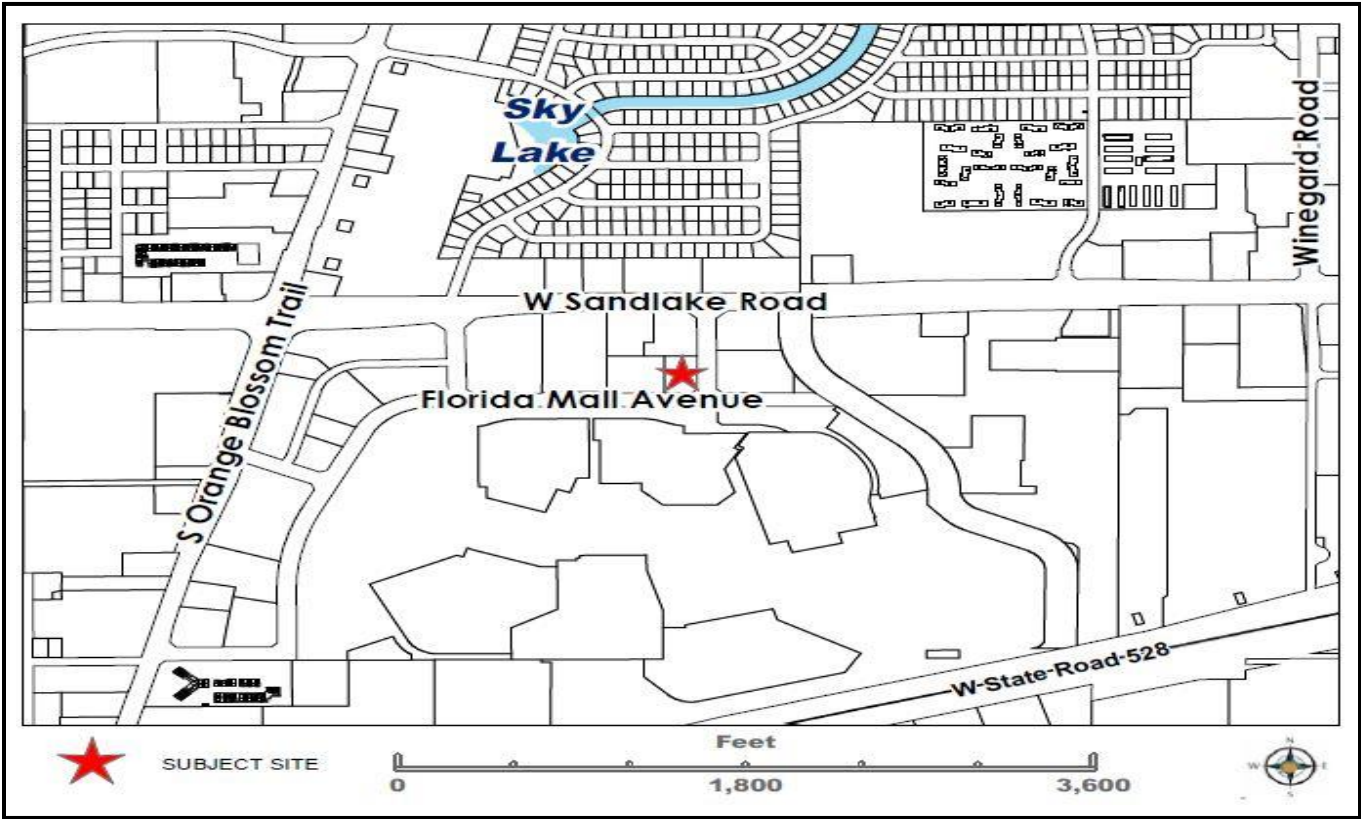 Sky
Lake
Winegard Road
W Sandlake Road
S Orange Blossom Trail
Florida Mall Avenue
W State Road 528
SUBJECT SITE
Feet
0 1,800 3,600
N
W E
S